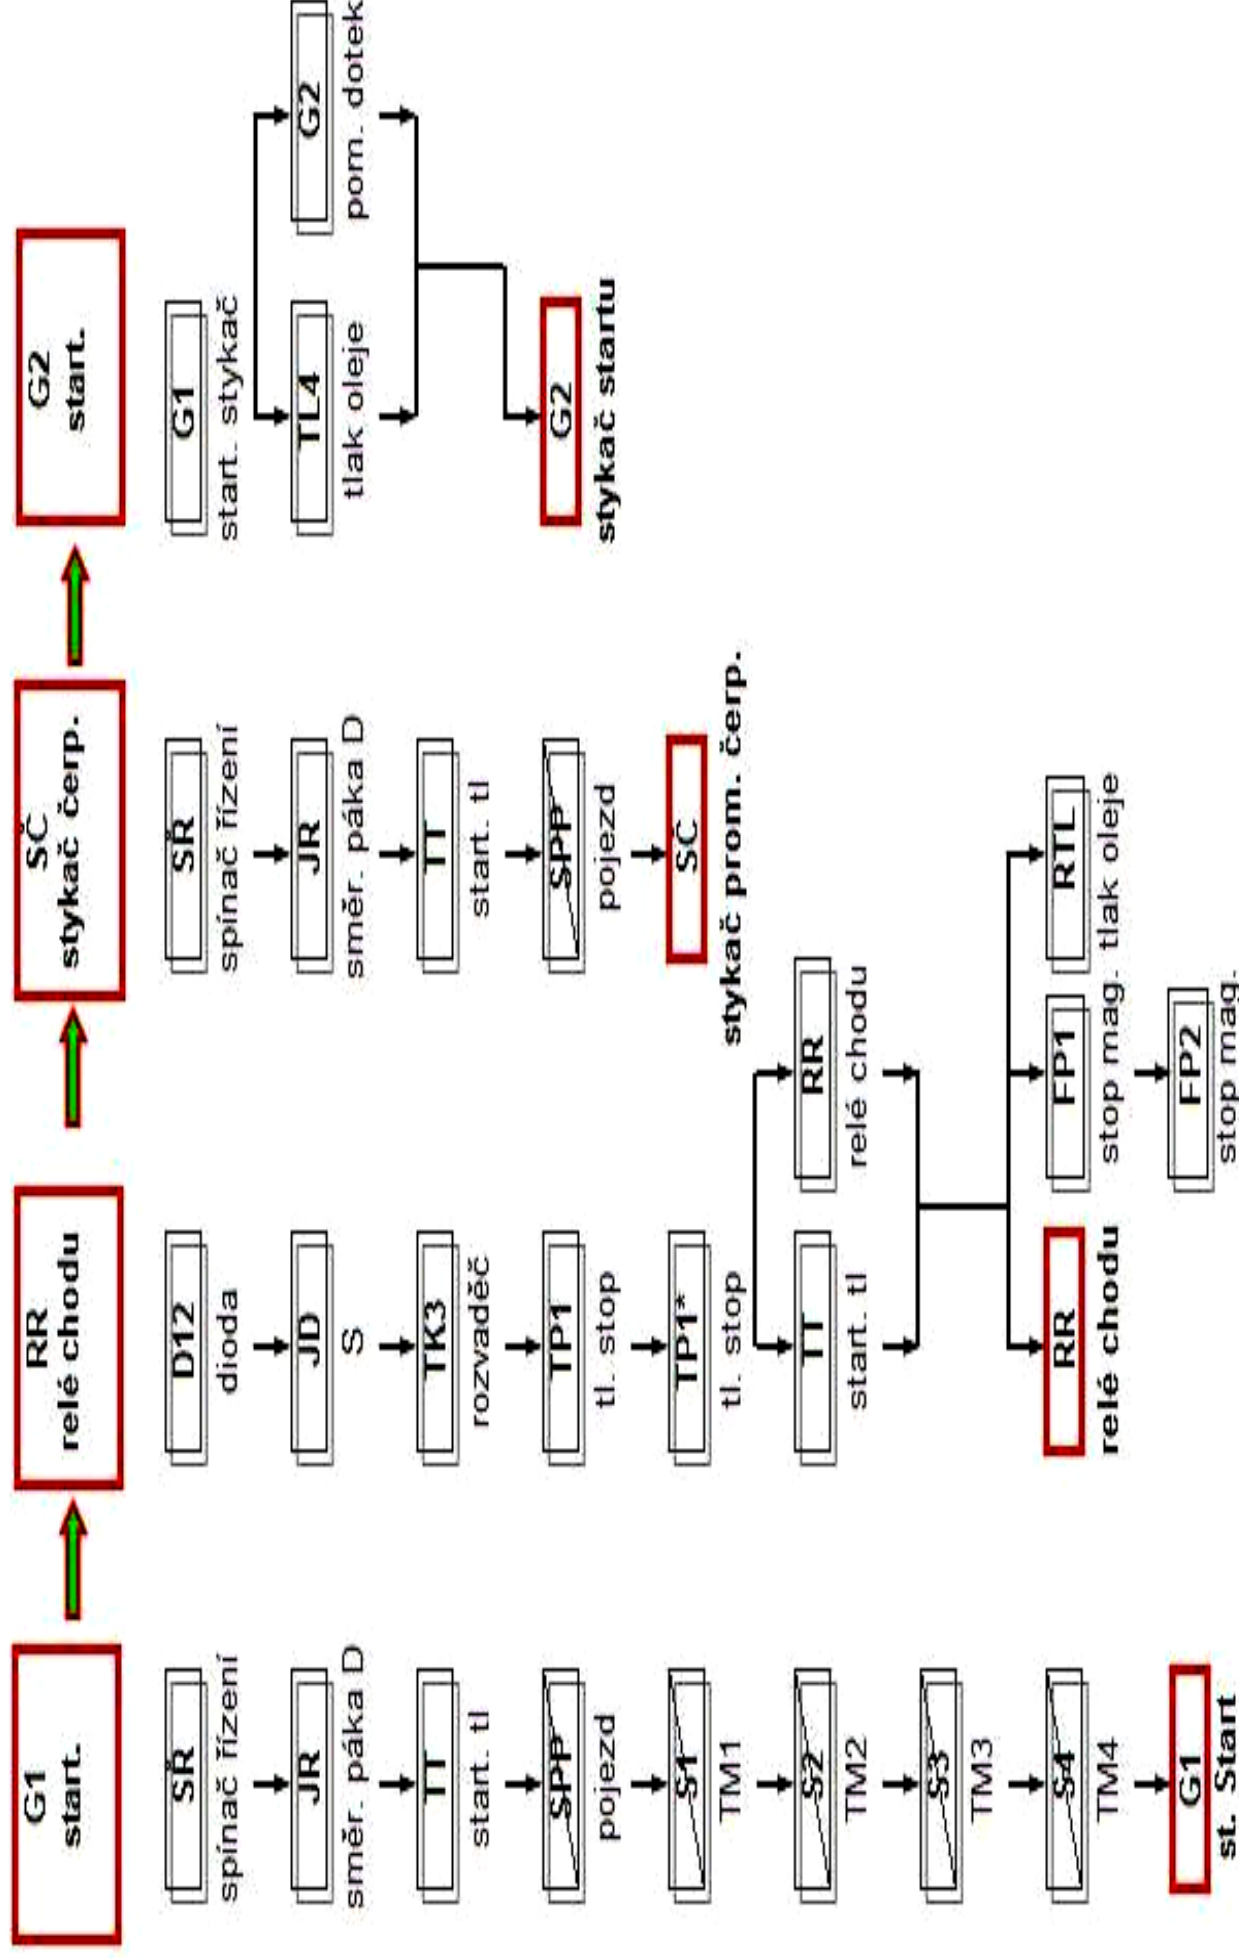 G1
start.
RR
relé chodu
SČ
stykač čerp.
G2
start.
SŘ
spínač řízení
JR
směr. páka D
TT
start. tl
SPP
pojezd
S1
TM1
S2
TM2
S3
TM3
S4
TM4
G1
st. Start
D12
dioda
JD
S
TK3
rozvaděč
TP1
tl. stop
TP1*
tl. stop
TT
start. tl
RR
relé chodu
RR
relé chodu
FP1
stop mag.
RTL
tlak oleje
FP2
stop mag.
SŘ
spínač řízení
JR
směr. páka D
TT
start. tl
SPP
pojezd
SČ
stykač prom. čerp.
G1
start. stykač
TL4
tlak oleje
G2
pom. dotek
G2
stykač startu